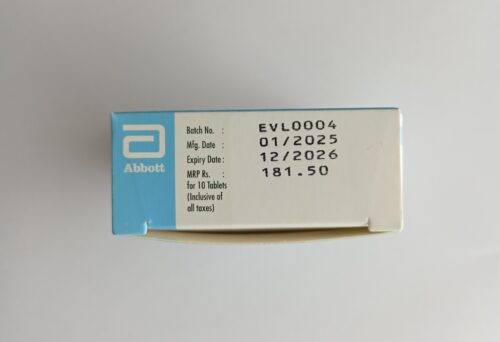 Abbott
Batch No. : EVL0004
Mfg. Date : 01/2025
Expiry Date : 12/2026
MRP Rs. : 181.50
for 10 Tablets
(Inclusive of
all taxes)